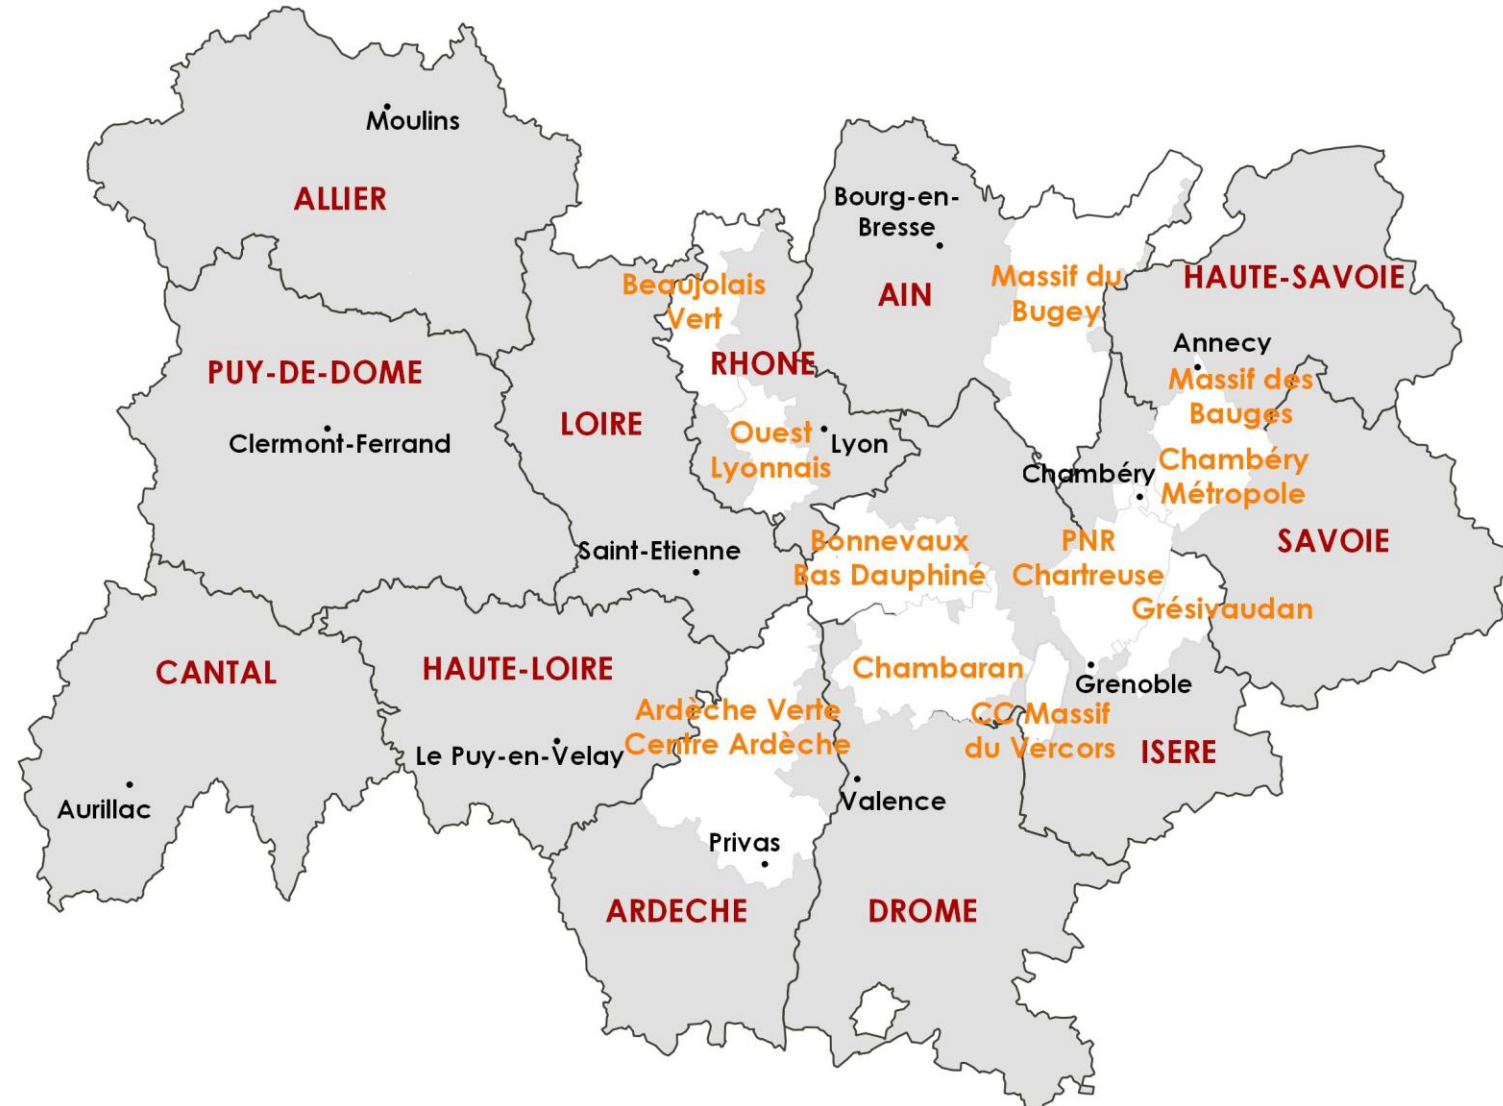 Moulins
ALLIER
Bourg-en-
Bresse
AIN
Massif du
Bugey
HAUTE-SAVOIE
Annecy
Massif des
Bauges
Beaujolais
Vert
RHONE
PUY-DE-DOME
Clermont-Ferrand
LOIRE
Ouest
Lyonnais
Lyon
Chambéry
Chambéry
Métropole
SAVOIE
Saint-Etienne
Bonnevaux
Bas Dauphiné
PNR
Chartreuse
Grésivaudan
CANTAL
HAUTE-LOIRE
Chambaran
Grenoble
Ardèche Verte
Centre Ardèche
CC Massif
du Vercors
ISERE
Le Puy-en-Velay
Aurillac
Valence
Privas
ARDECHE
DROME